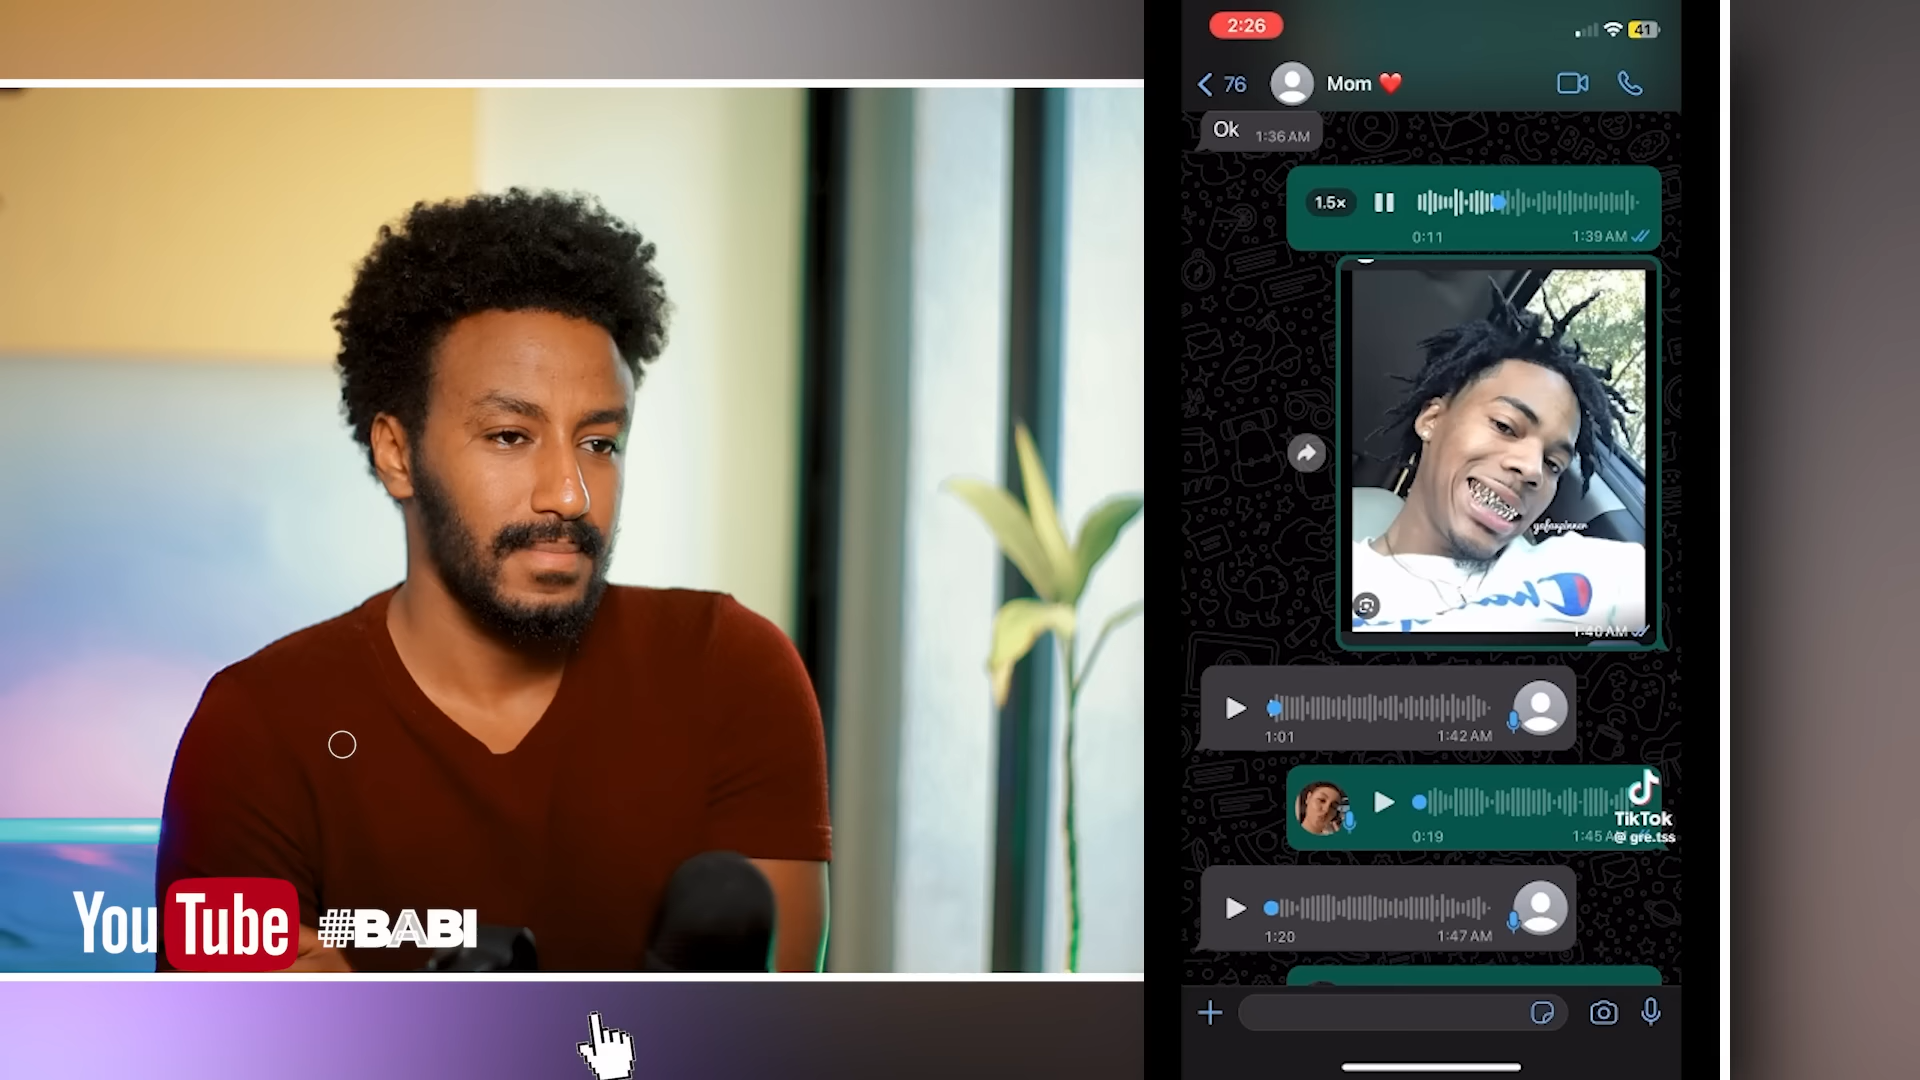 YouTube
#BABI
2:26
41
76
Mom ❤️
Ok
1:36 AM
1.5×
0:11
1:39 AM
yafavpinner
1:40 AM
1:01
1:42 AM
0:19
1:45 A
TikTok
@ gre.tss
1:20
1:47 AM